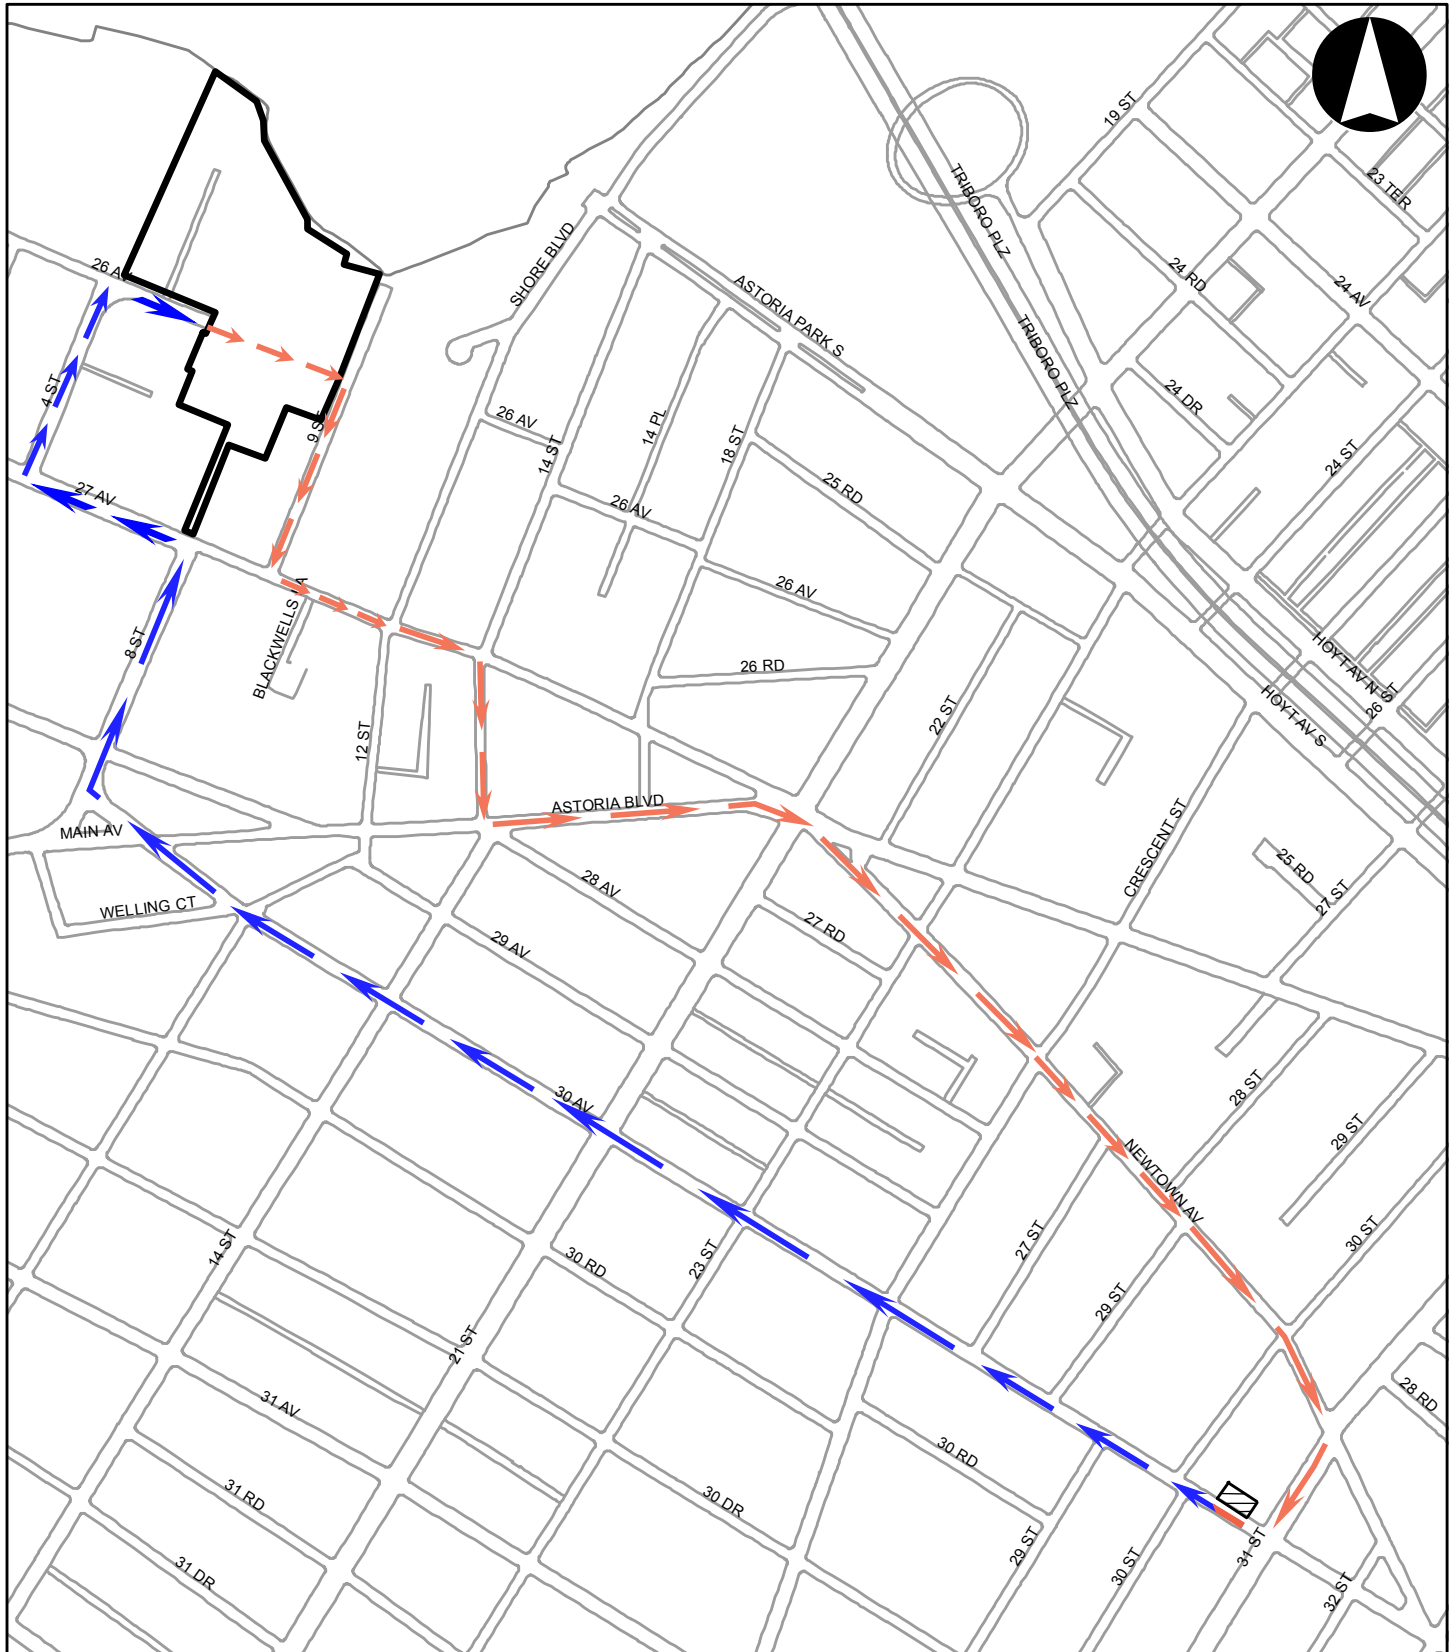 19 ST
23 TER
TRIBORO PLZ
SHORE BLVD
24 RD
26 AV
24 AV
ASTORIA PARK S
TRIBORO PLZ
4 ST
24 DR
26 AV
14 PL
9 ST
18 ST
14 ST
24 ST
25 RD
27 AV
26 AV
26 AV
BLACKWELLS
8 ST
26 RD
HOYT AV N
26 ST
HOYT AV S
22 ST
12 ST
ASTORIA BLVD
MAIN AV
CRESCENT ST
25 RD
28 AV
27 ST
WELLING CT
27 RD
29 AV
30 AV
28 ST
29 ST
NEWTOWN AV
14 ST
30 RD
23 ST
27 ST
30 ST
29 ST
21 ST
31 AV
28 RD
30 RD
31 RD
30 DR
29 ST
31 ST
31 DR
30 ST
32 ST